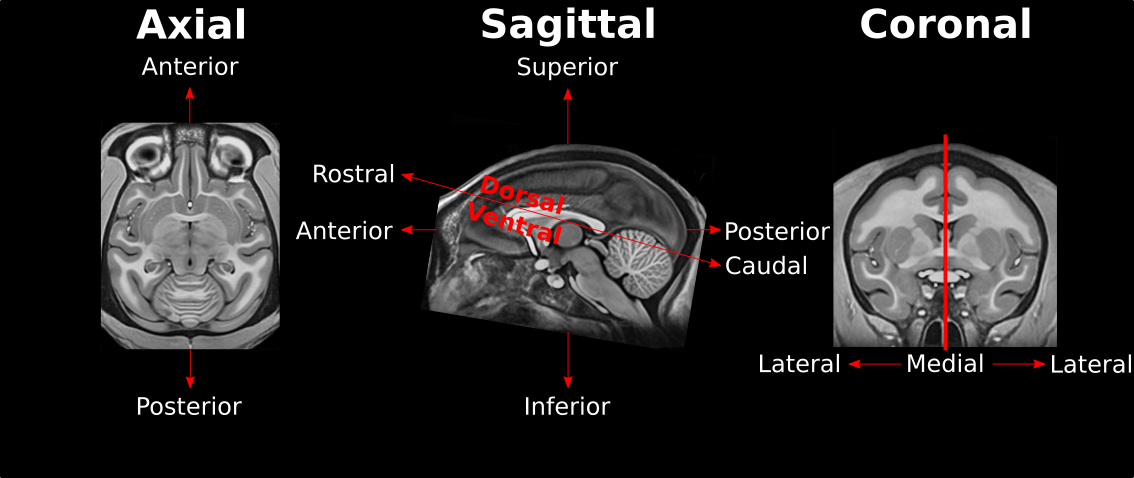 Axial
Sagittal
Coronal
Anterior
Superior
Rostral
Dorsal
Ventral
Anterior
Posterior
Caudal
Lateral
Medial
Lateral
Posterior
Inferior